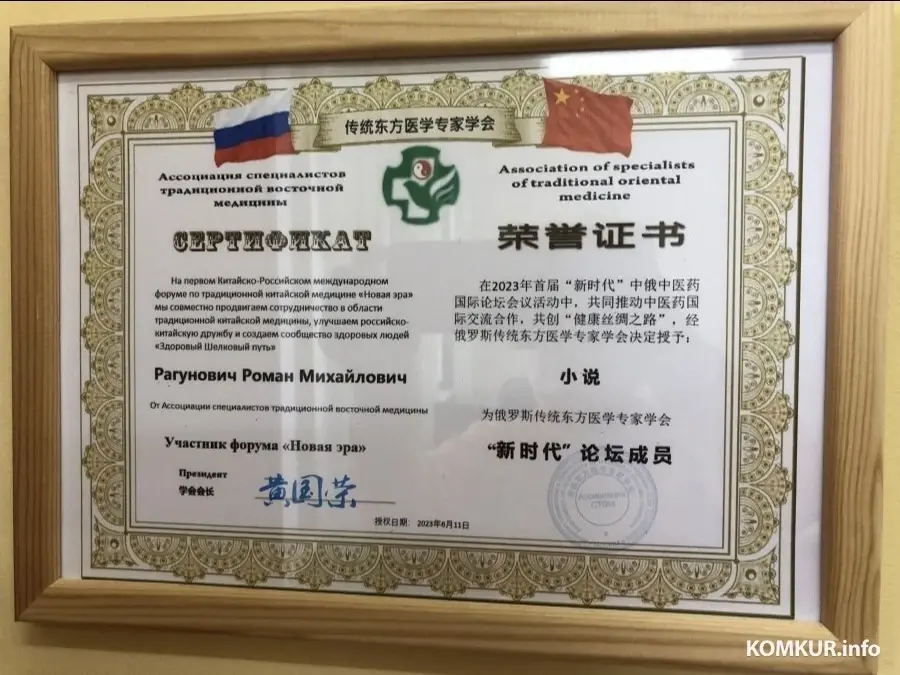 传统东方医学专家学会
Ассоциация специалистов
традиционной восточной
медицины
СЕРТИФИКАТ
На первом Китайско-Российском международном
форуме по традиционной китайской медицине «Новая эра»
мы совместно продвигаем сотрудничество в области
традиционной китайской медицины, улучшаем российско-
китайскую дружбу и создаем сообщество здоровых людей
«Здоровый Шелковый путь»
Рагунович Роман Михайлович
От Ассоциации специалистов традиционной восточной медицины
Участник форума «Новая эра»
Президент
学会会长
黄国荣
Association of specialists
of traditional oriental
medicine
荣誉证书
在2023年首届“新时代”中俄中医药
国际论坛会议活动中，共同推动中医药国
际交流合作，共创“健康丝绸之路”，经
俄罗斯传统东方医学专家学会决定授予：
小说
为俄罗斯传统东方医学专家学会
“新时代”论坛成员
授权日期：2023年6月11日
KOMKUR.info